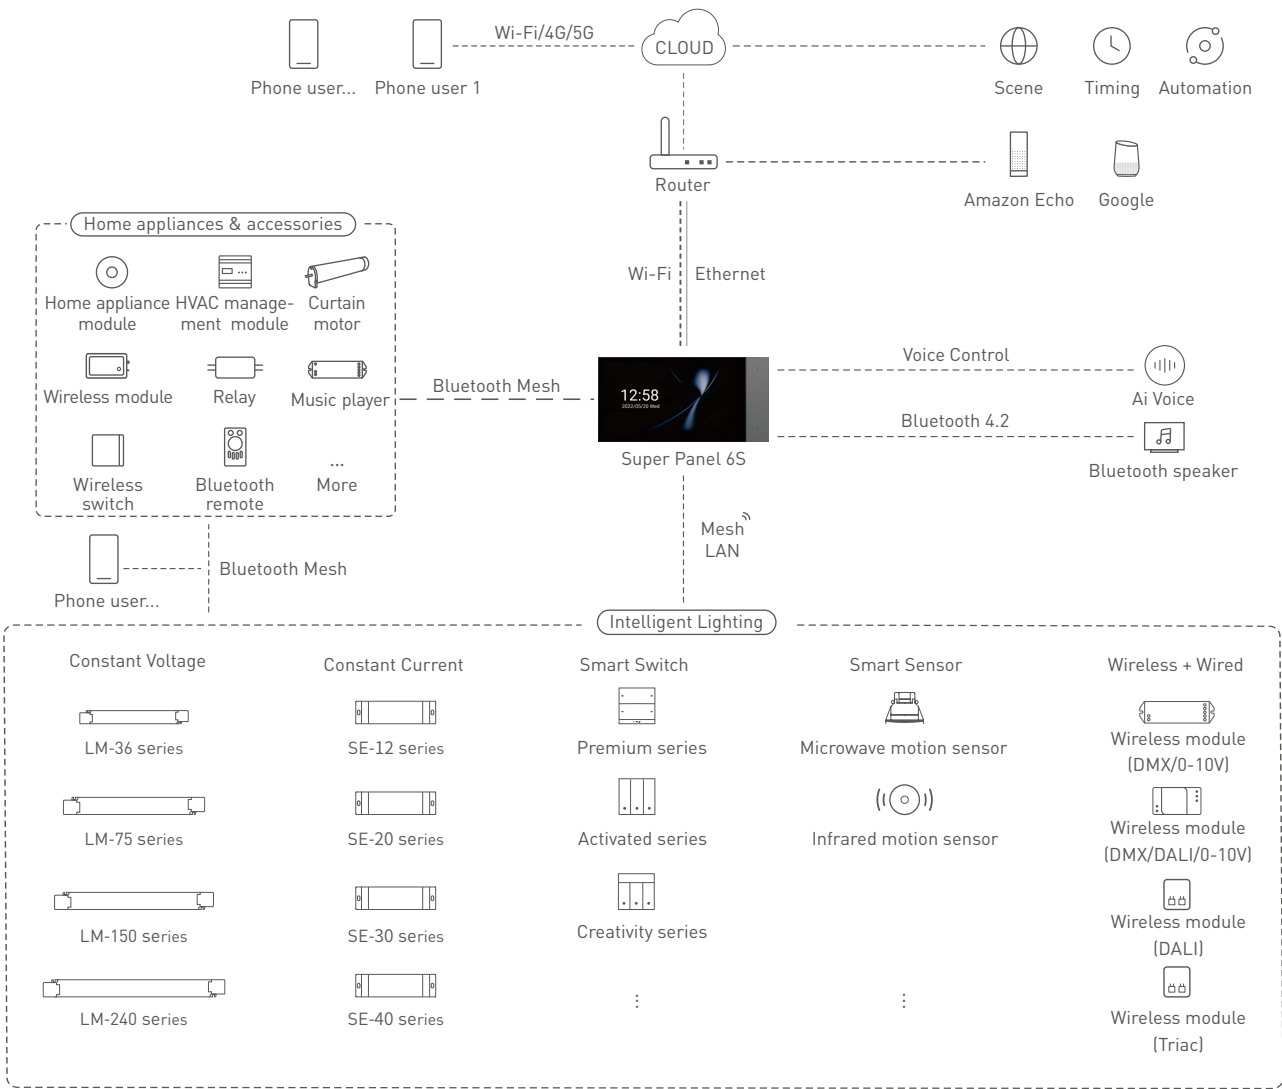 Wi-Fi/4G/5G
CLOUD
Phone user...
Phone user 1
Scene
Timing
Automation
Router
Amazon Echo
Google
Home appliances & accessories
Home appliance
module
HVAC manage-
ment module
Curtain
motor
Wireless module
Relay
Music player
Wireless
switch
Bluetooth
remote
...
More
Wi-Fi
Ethernet
Bluetooth Mesh
12:58
2022/05/20 Wed
Super Panel 6S
Voice Control
Ai Voice
Bluetooth 4.2
Bluetooth speaker
Mesh
LAN
Phone user...
Bluetooth Mesh
Intelligent Lighting
Constant Voltage
LM-36 series
LM-75 series
LM-150 series
LM-240 series
Constant Current
SE-12 series
SE-20 series
SE-30 series
SE-40 series
Smart Switch
Premium series
Activated series
Creativity series
⋮
Smart Sensor
Microwave motion sensor
Infrared motion sensor
⋮
Wireless + Wired
Wireless module
(DMX/0-10V)
Wireless module
(DMX/DALI/0-10V)
Wireless module
(DALI)
Wireless module
(Triac)